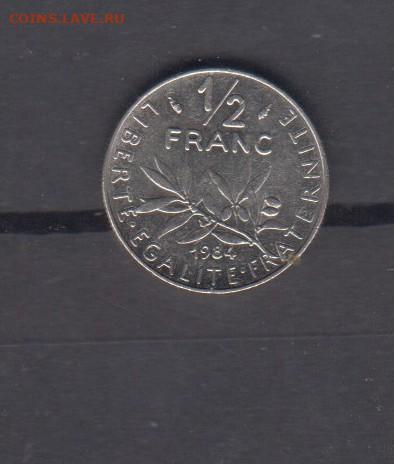 COINS.LAVE.RU
1/2
FRANC
1984
LIBERTE·EGALITE·FRATERNITE